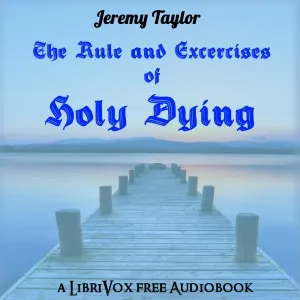 Jeremy Taylor
The Rule and Excercises
of
Holy Dying
a LibriVox free Audiobook